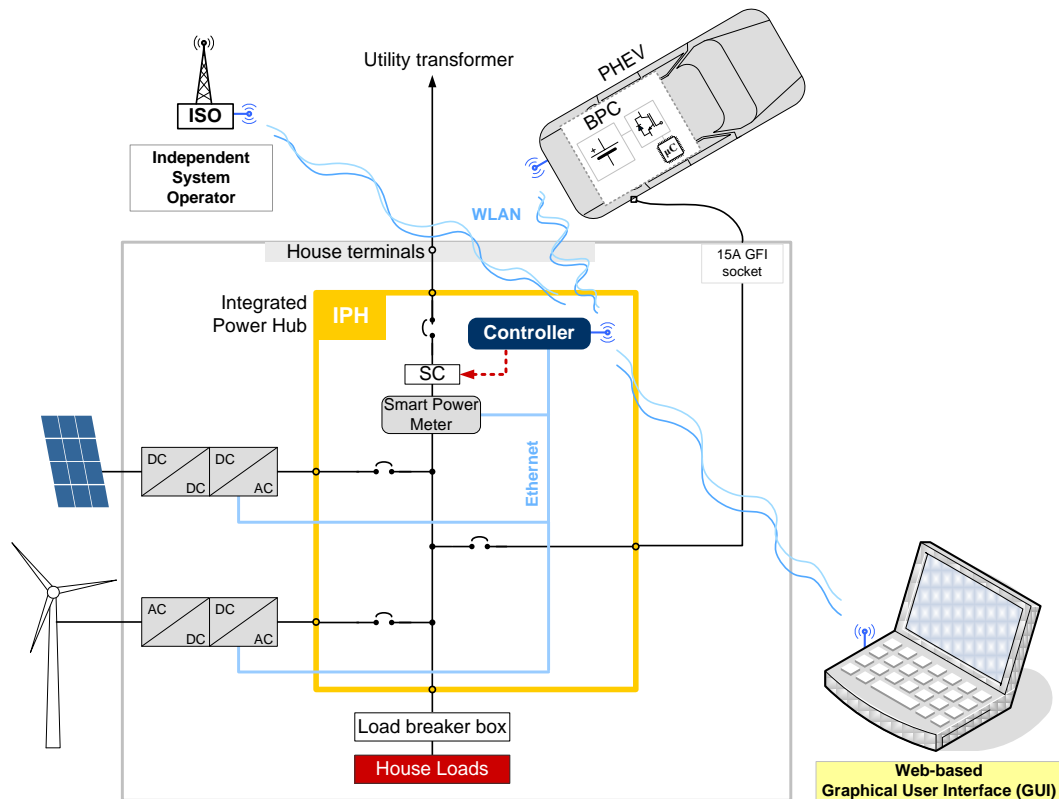 Utility transformer
PHEV
BPC
+
µC
ISO
Independent
System
Operator
WLAN
House terminals
15A GFI
socket
Integrated
Power Hub
IPH
Controller
SC
Smart Power
Meter
Ethernet
DC
DC
DC
AC
AC
DC
DC
AC
Load breaker box
House Loads
Web-based
Graphical User Interface (GUI)